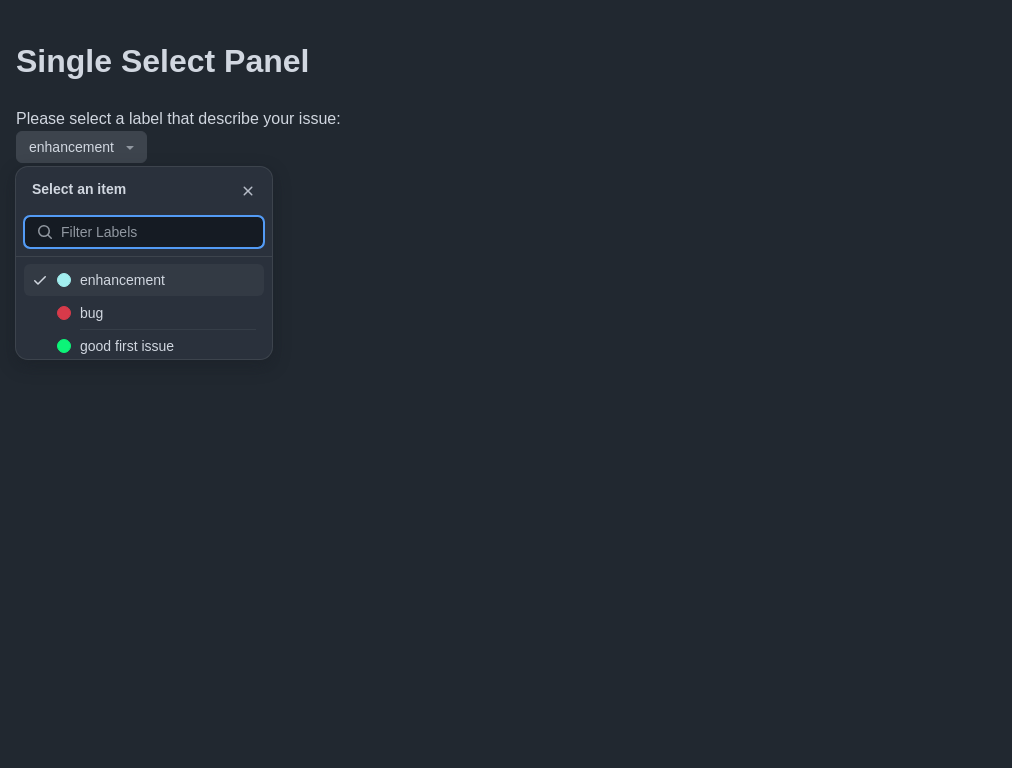 Single Select Panel
Please select a label that describe your issue:
enhancement
Select an item
Filter Labels
enhancement
bug
good first issue